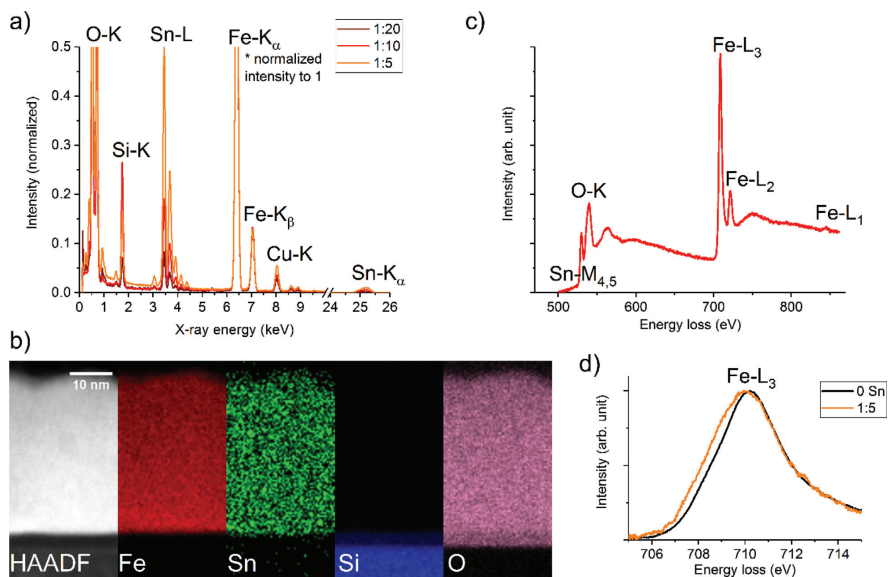 a)
O-K
Sn-L
Fe-Kα
* normalized
intensity to 1
1:20
1:10
1:5
Si-K
Fe-Kβ
Cu-K
Sn-Kα
0.5
0.4
0.3
0.2
0.1
0.0
Intensity (normalized)
0 1 2 3 4 5 6 7 8 9 24 25 26
X-ray energy (keV)
c)
Fe-L3
Fe-L2
O-K
Fe-L1
Sn-M4,5
Intensity (arb. unit)
500 600 700 800
Energy loss (eV)
b)
10 nm
HAADF
Fe
Sn
Si
O
d)
Fe-L3
0 Sn
1:5
Intensity (arb. unit)
706 708 710 712 714
Energy loss (eV)